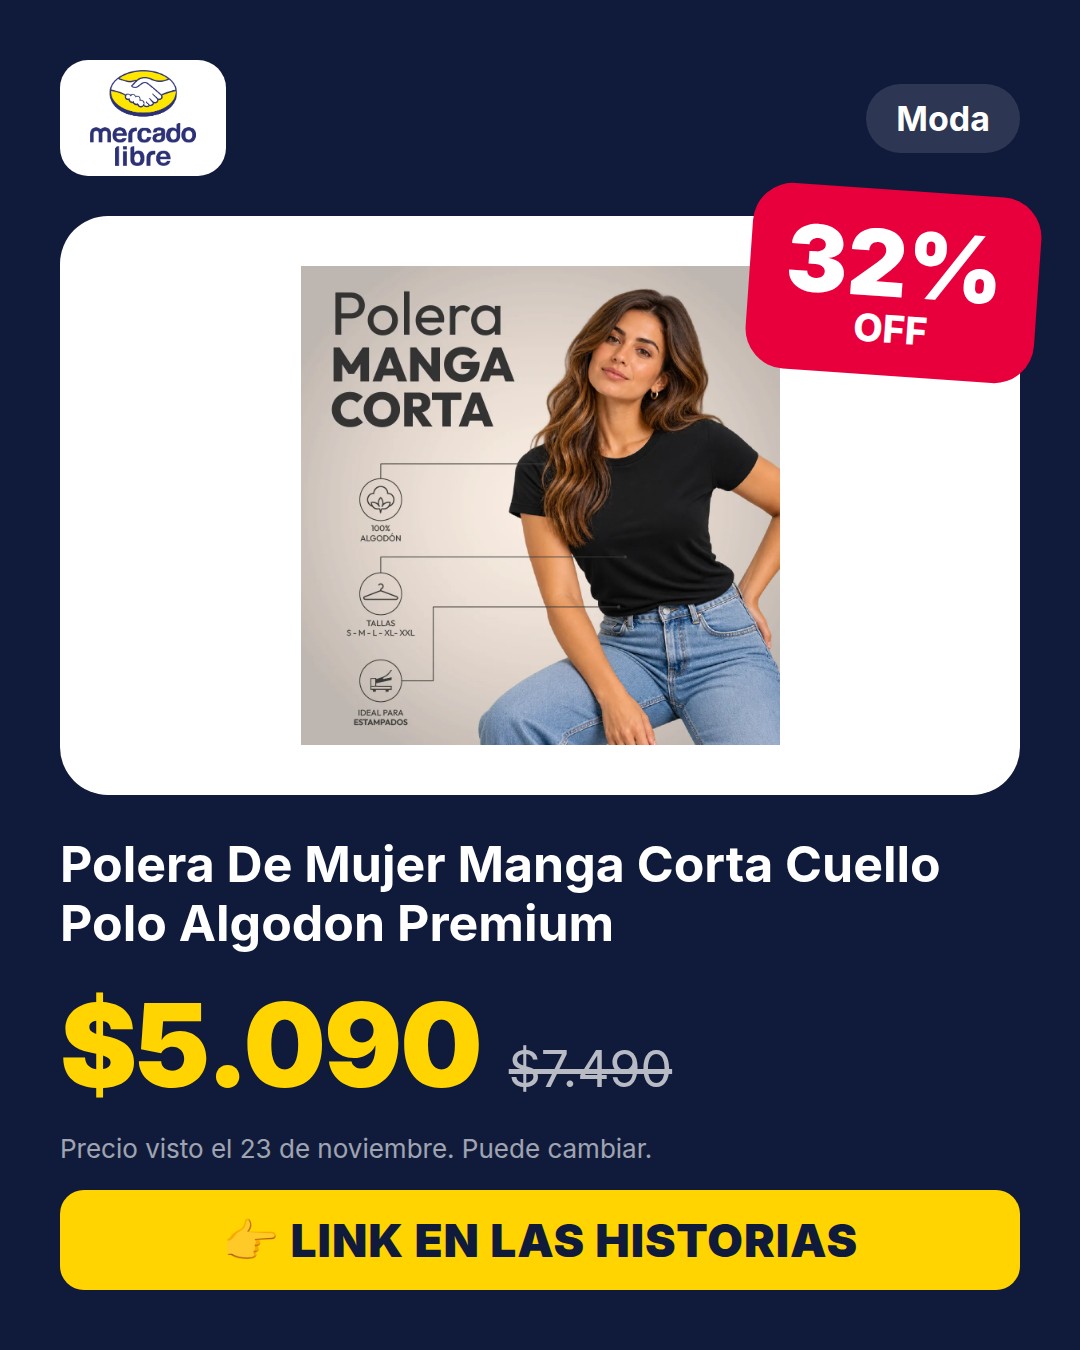 mercado
libre
Moda
32%
OFF
Polera
MANGA
CORTA
100%
ALGODÓN
TALLAS
S - M - L - XL- XXL
IDEAL PARA
ESTAMPADOS
Polera De Mujer Manga Corta Cuello
Polo Algodon Premium
$5.090 $7.490
Precio visto el 23 de noviembre. Puede cambiar.
👉 LINK EN LAS HISTORIAS